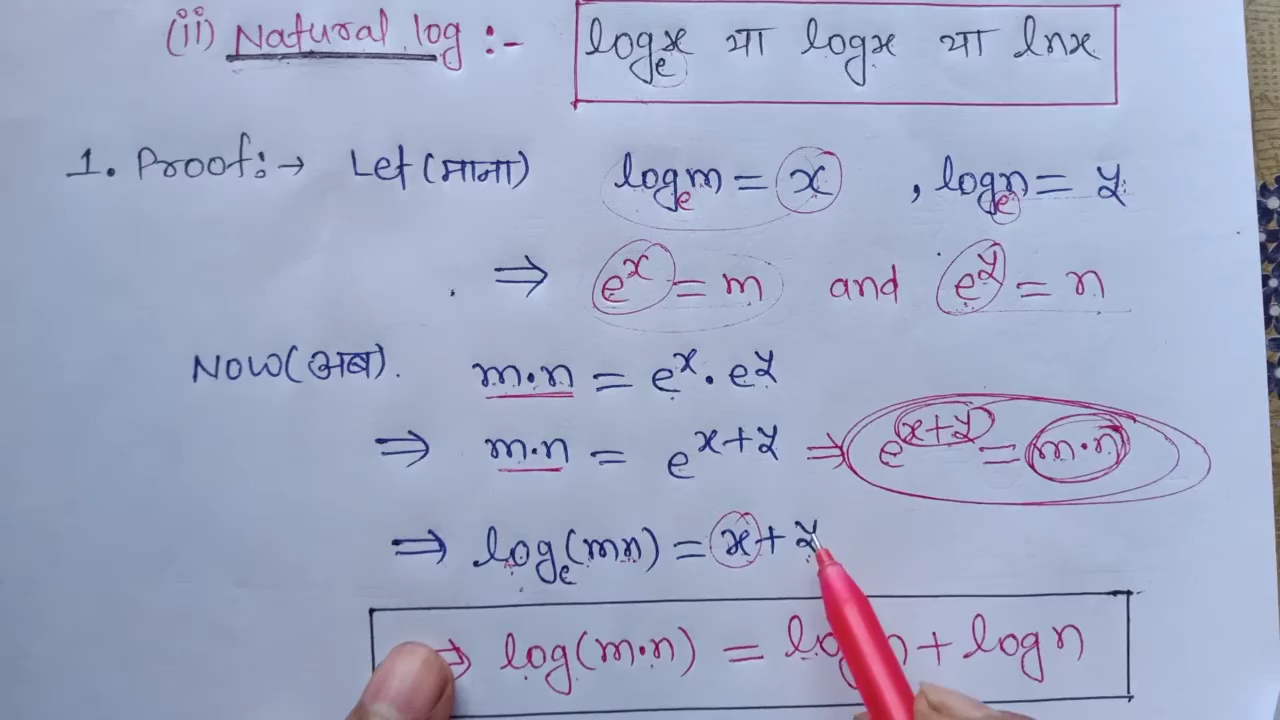 (ii) Natural log :- logₑx या logx या lnx
1. Proof:→ Let (माना) logₑm = x , logₑn = y
⇒ eˣ = m and eʸ = n
Now (अब). m·n = eˣ·eʸ
⇒ m·n = eˣ⁺ʸ ⇒ eˣ⁺ʸ = m·n
⇒ logₑ(mn) = x + y
⇒ log(m·n) = log + log n